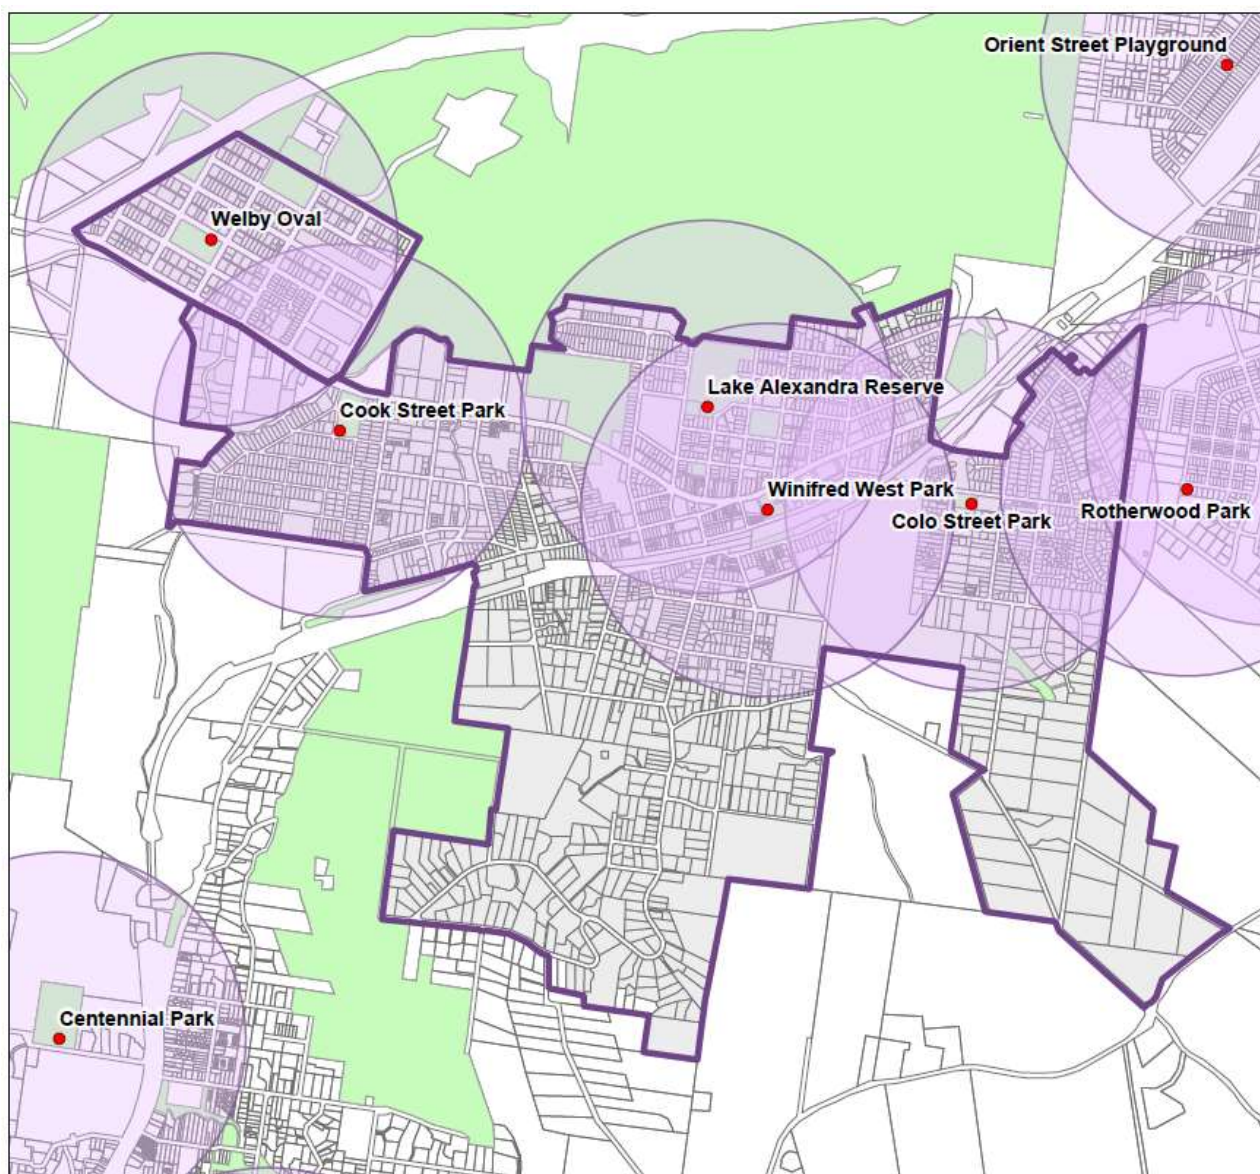 Orient Street Playground
Welby Oval
Lake Alexandra Reserve
Cook Street Park
Winifred West Park
Colo Street Park
Rotherwood Park
Centennial Park